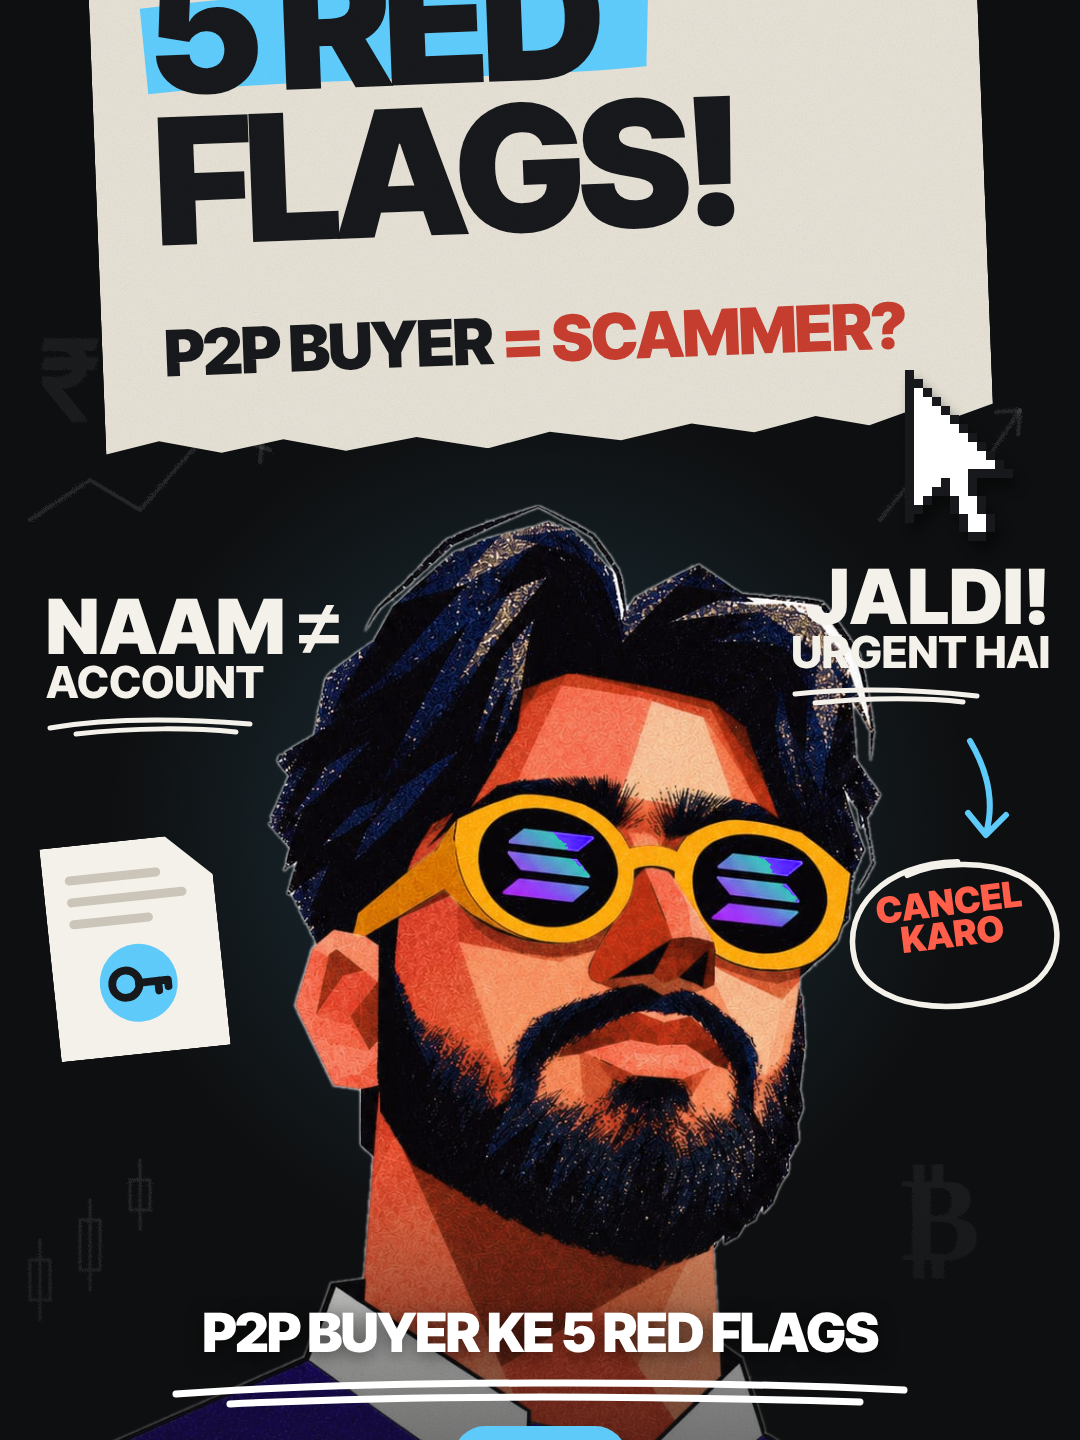 5 RED
FLAGS!
P2P BUYER = SCAMMER?
₹
NAAM ≠
ACCOUNT
JALDI!
URGENT HAI
CANCEL
KARO
₿
P2P BUYER KE 5 RED FLAGS